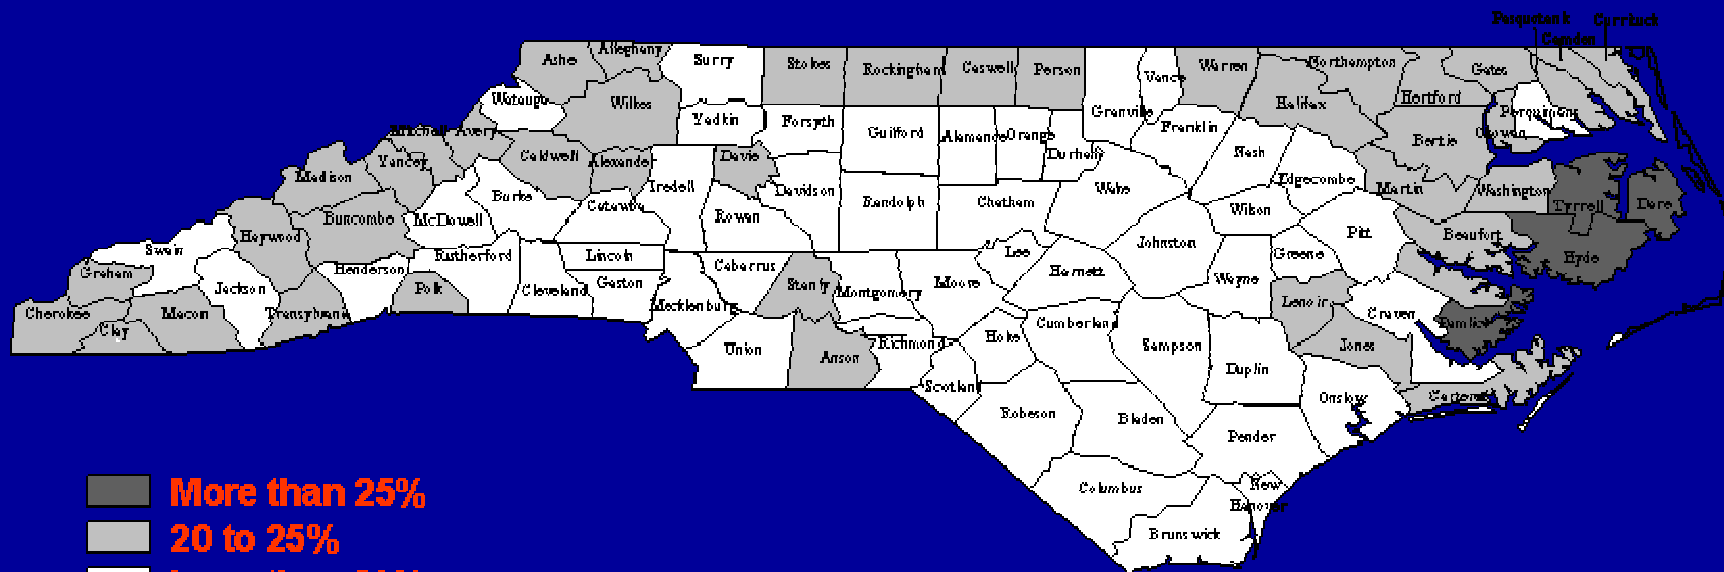 Pasquotank Currituck
Camden
Ashe Alleghany Surry Stokes Rockingham Caswell Person Vance Warren Northampton Gates
Watauga Wilkes Yadkin Forsyth Guilford Alamance Orange Granville Franklin Halifax Hertford Perquimans
Mitchell Avery Durham Bertie Chowan
Yancey Caldwell Alexander Davie Nash
Madison Iredell Davidson Wake Edgecombe Martin Washington
Burke Catawba Rowan Randolph Chatham Wilson Tyrrell Dare
Buncombe McDowell
Haywood Pitt Beaufort
Swain Rutherford Lincoln Lee Johnston Greene
Graham Henderson Cabarrus Harnett Wayne Hyde
Jackson Polk Cleveland Gaston Stanly Montgomery Moore
Cherokee Macon Transylvania Mecklenburg Lenoir Craven
Clay Cumberland Pamlico
Union Anson Richmond Hoke Sampson Jones
Scotland Duplin
Robeson Bladen Onslow Carteret
Pender
Columbus New
Hanover
Brunswick
More than 25%
20 to 25%